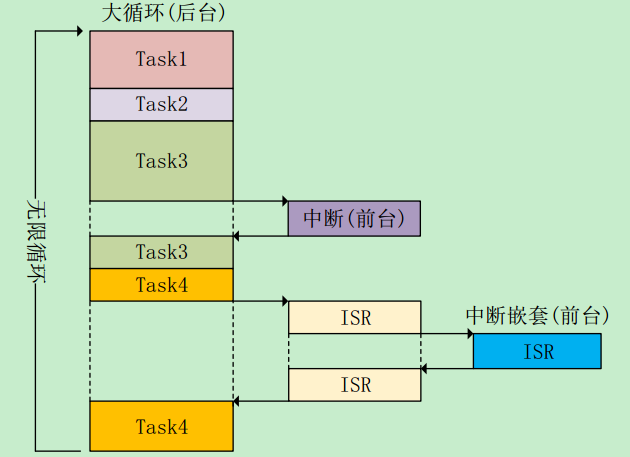 大循环(后台)
Task1
Task2
Task3
中断(前台)
Task3
Task4
无限循环
ISR
中断嵌套(前台)
ISR
ISR
Task4